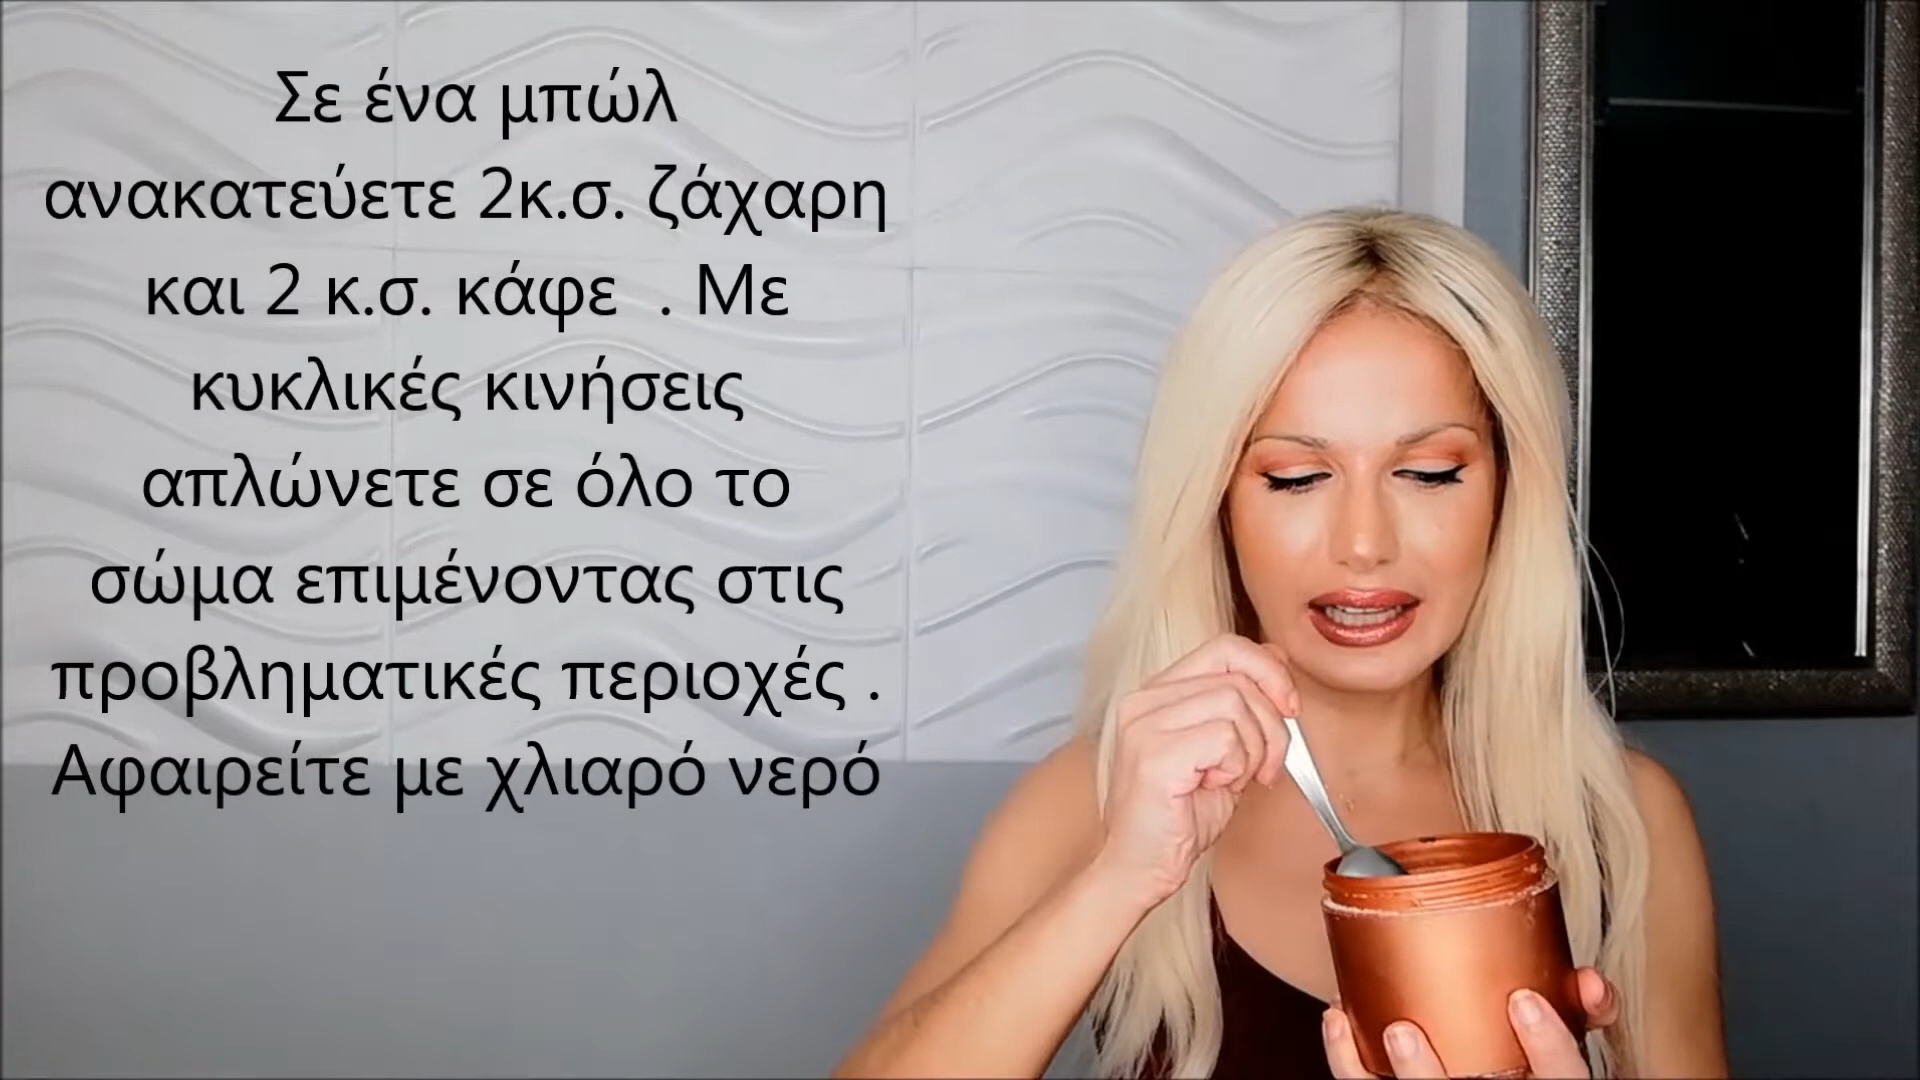 Σε ένα μπώλ
ανακατεύετε 2κ.σ. ζάχαρη
και 2 κ.σ. κάφε  . Με
κυκλικές κινήσεις
απλώνετε σε όλο το
σώμα επιμένοντας στις
προβληματικές περιοχές .
Αφαιρείτε με χλιαρό νερό